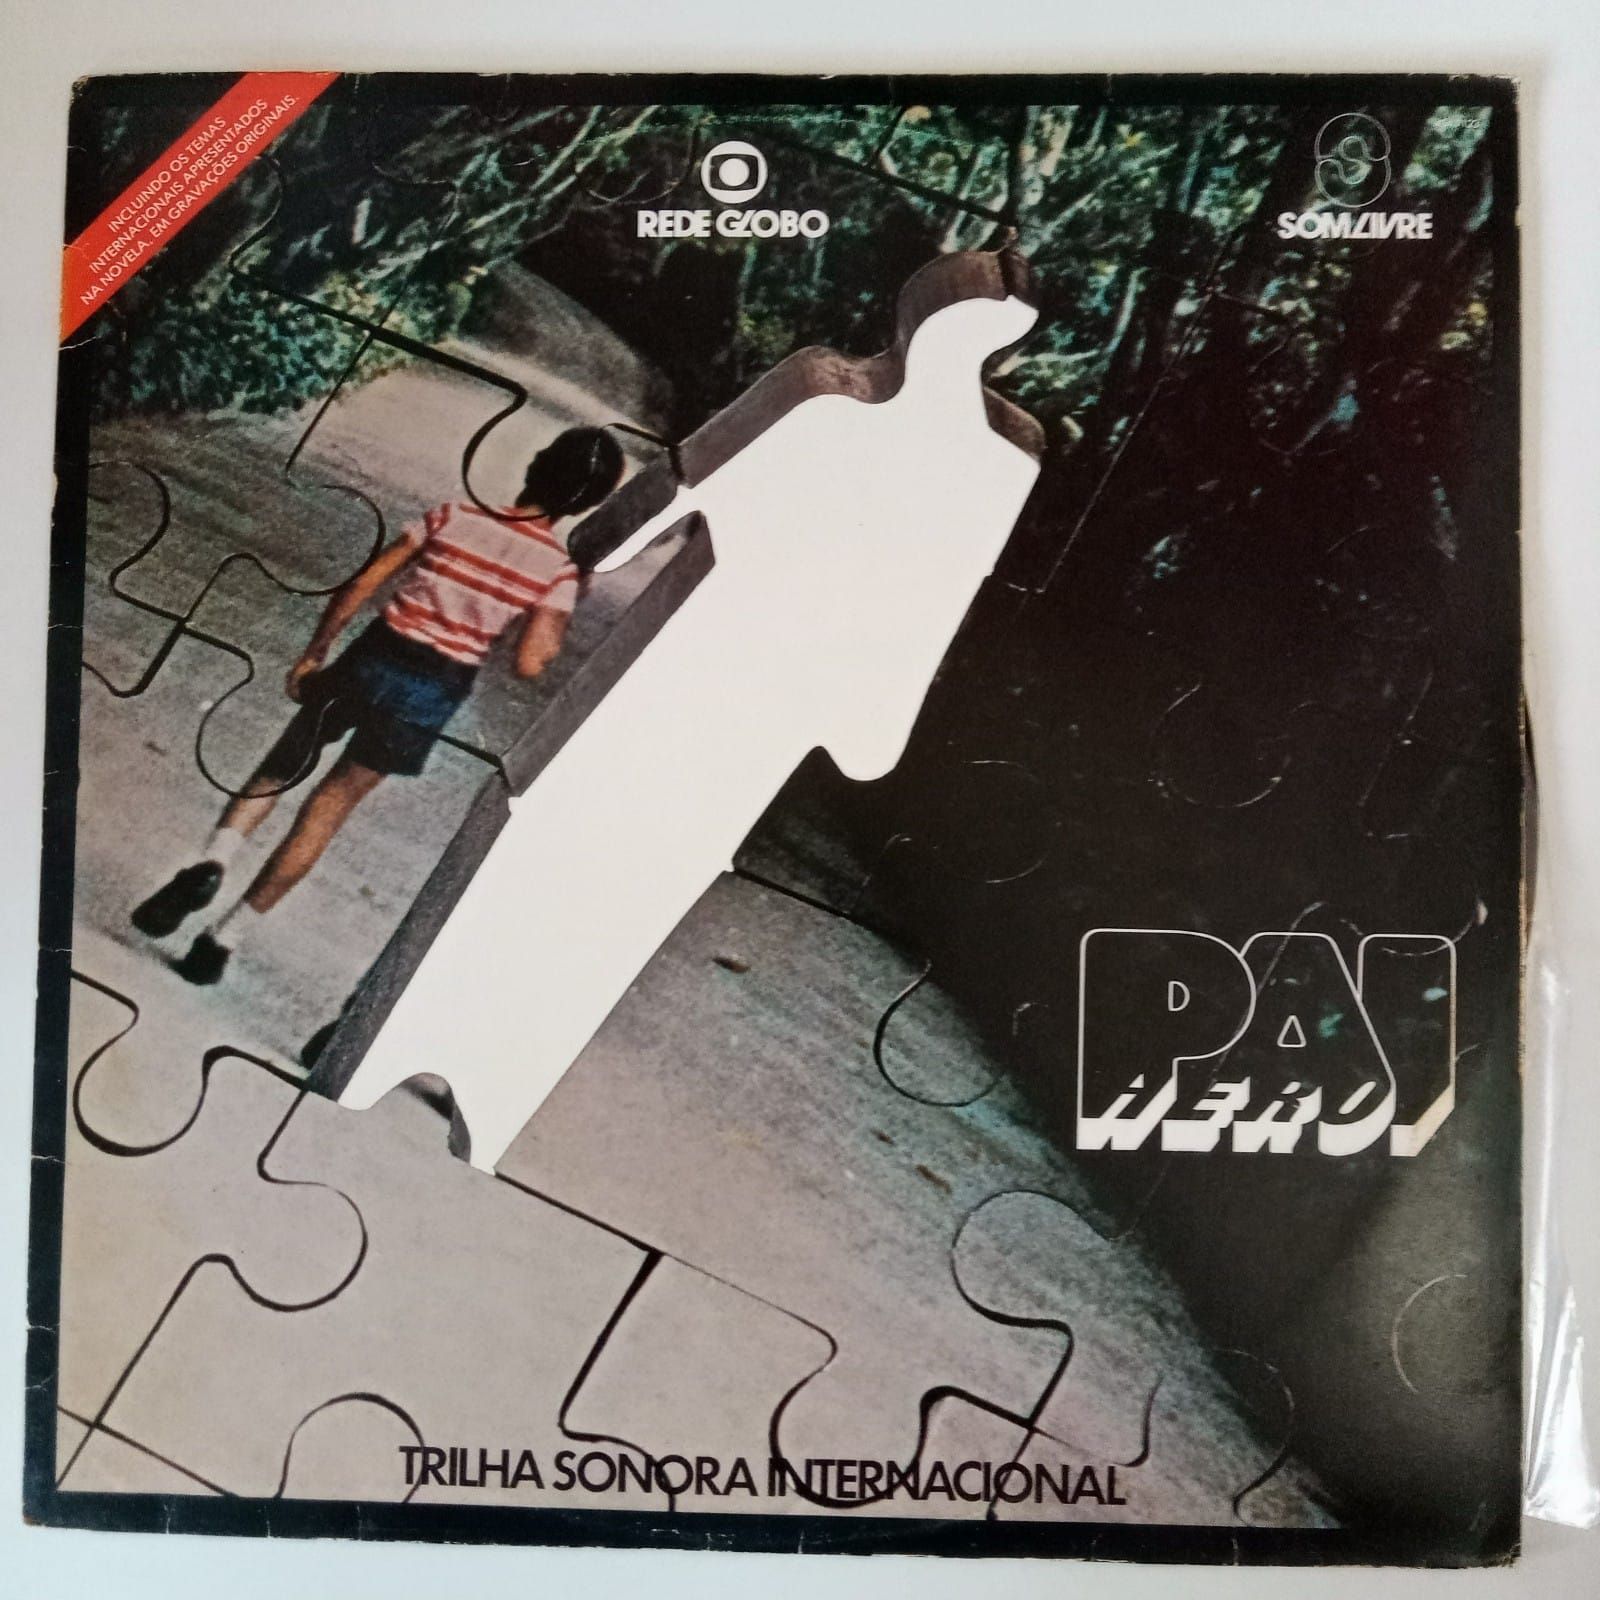 INCLUINDO OS TEMAS
INTERNACIONAIS APRESENTADOS
NA NOVELA, EM GRAVAÇÕES ORIGINAIS.
REDE GLOBO
SOM LIVRE
PAI
HERÓI
TRILHA SONORA INTERNACIONAL